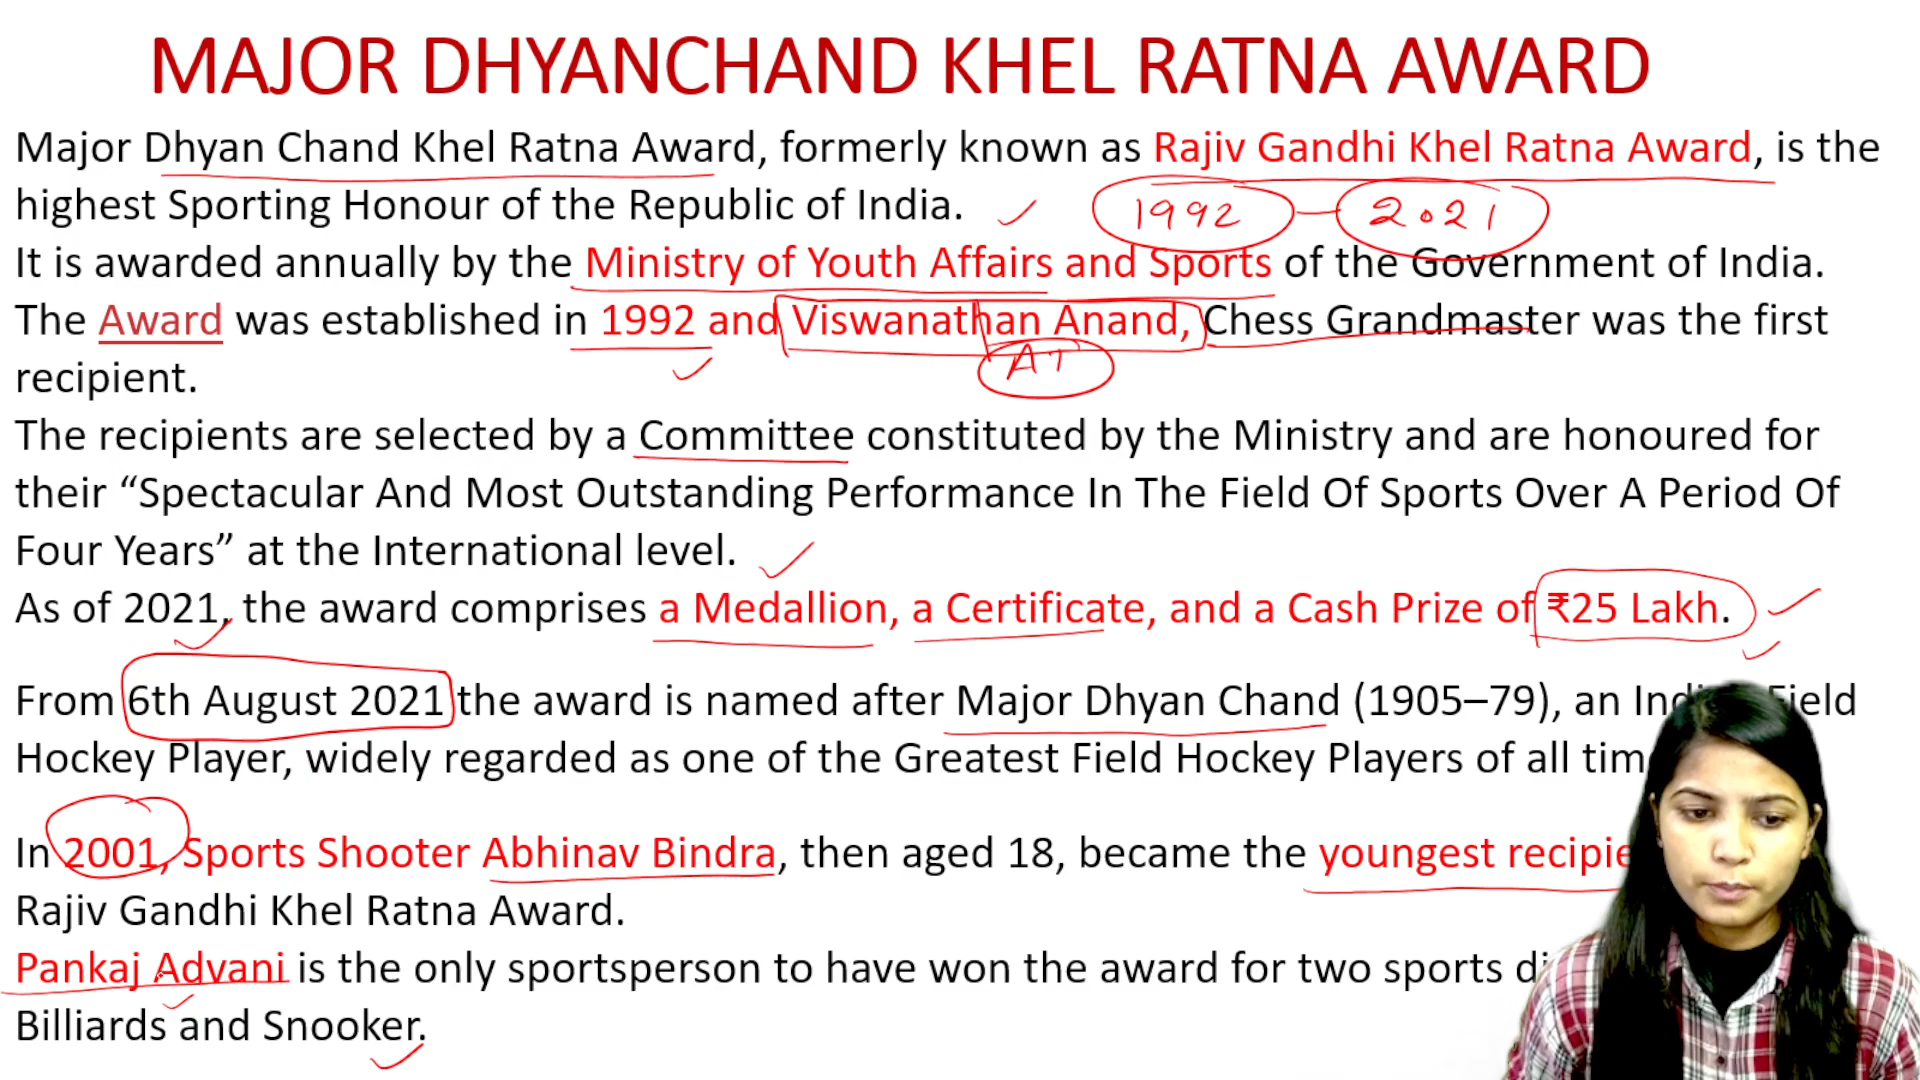 MAJOR DHYANCHAND KHEL RATNA AWARD
Major Dhyan Chand Khel Ratna Award, formerly known as Rajiv Gandhi Khel Ratna Award, is the
highest Sporting Honour of the Republic of India.
1992 — 2021
It is awarded annually by the Ministry of Youth Affairs and Sports of the Government of India.
The Award was established in 1992 and Viswanathan Anand, Chess Grandmaster was the first
recipient.
The recipients are selected by a Committee constituted by the Ministry and are honoured for
their “Spectacular And Most Outstanding Performance In The Field Of Sports Over A Period Of
Four Years” at the International level.
As of 2021, the award comprises a Medallion, a Certificate, and a Cash Prize of ₹25 Lakh.
From 6th August 2021 the award is named after Major Dhyan Chand (1905–79), an Indian Field
Hockey Player, widely regarded as one of the Greatest Field Hockey Players of all
In 2001, Sports Shooter Abhinav Bindra, then aged 18, became the youngest
Rajiv Gandhi Khel Ratna Award.
Pankaj Advani is the only sportsperson to have won the award for two sports
Billiards and Snooker.